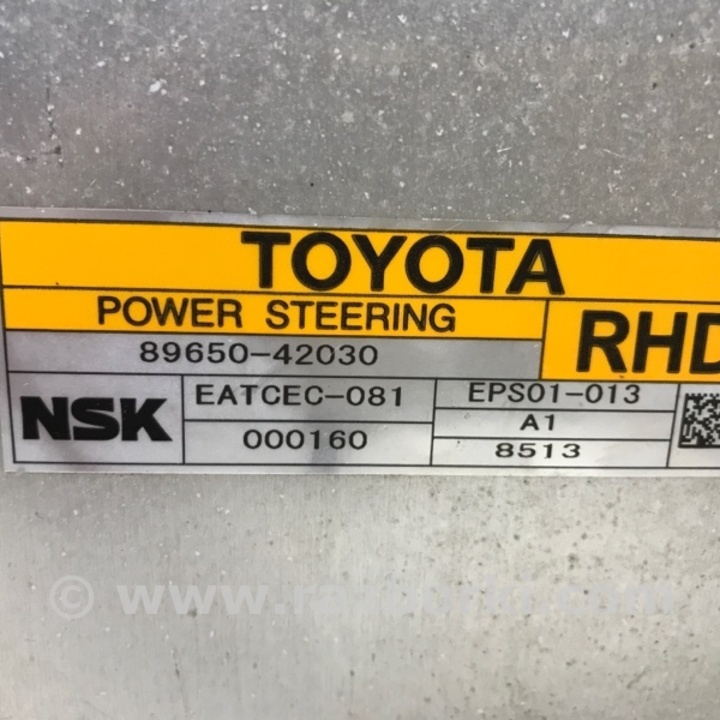 TOYOTA
POWER STEERING
RHD
89650-42030
NSK
EATCEC-081
EPS01-013
000160
A1
8513